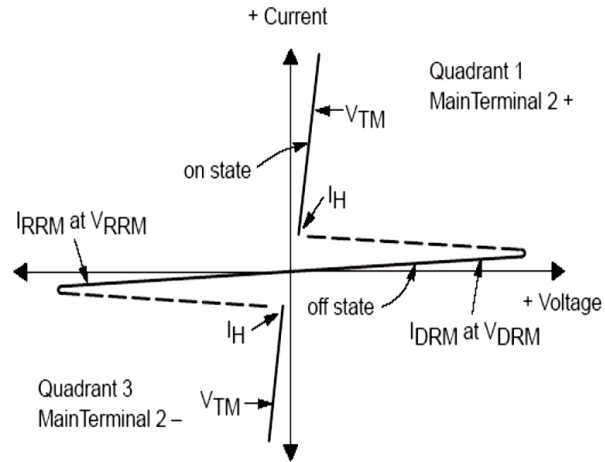 + Current
Quadrant 1
MainTerminal 2 +
VTM
on state
IH
IRRM at VRRM
+ Voltage
off state
IDRM at VDRM
IH
Quadrant 3
MainTerminal 2 –
VTM